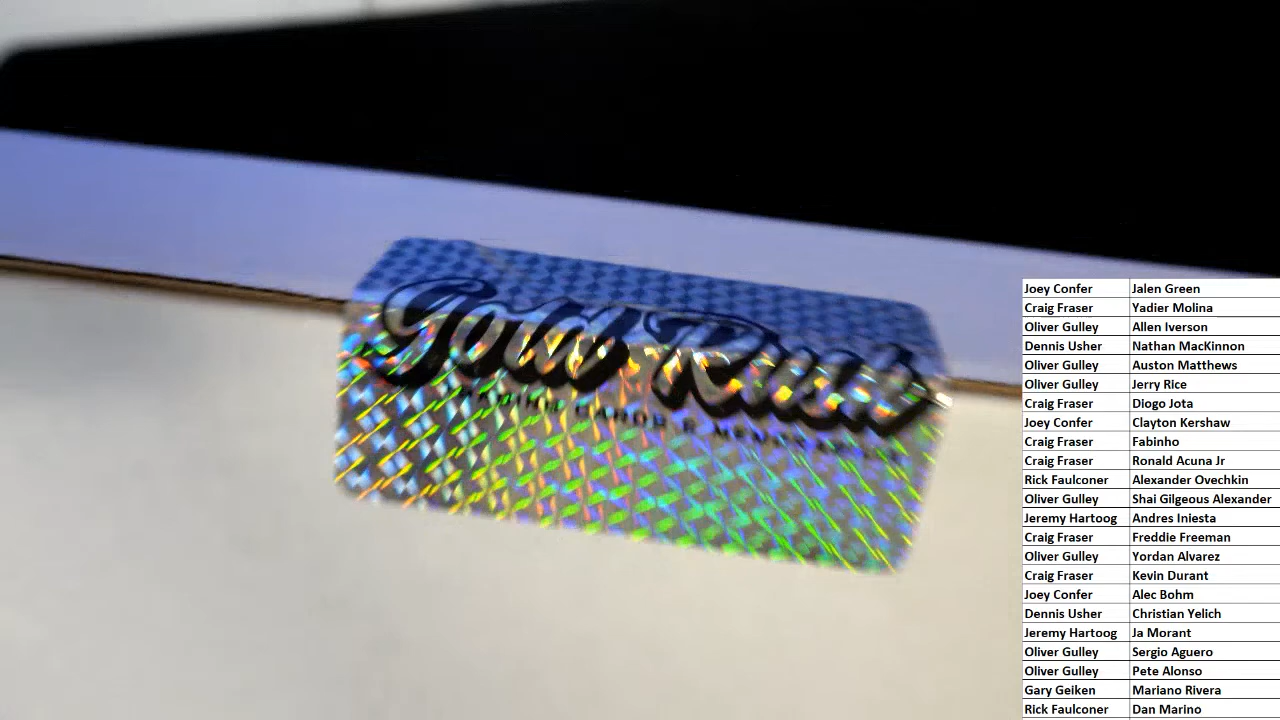 Gold Rush
Joey Confer Jalen Green
Craig Fraser Yadier Molina
Oliver Gulley Allen Iverson
Dennis Usher Nathan MacKinnon
Oliver Gulley Auston Matthews
Oliver Gulley Jerry Rice
Craig Fraser Diogo Jota
Joey Confer Clayton Kershaw
Craig Fraser Fabinho
Craig Fraser Ronald Acuna Jr
Rick Faulconer Alexander Ovechkin
Oliver Gulley Shai Gilgeous Alexander
Jeremy Hartoog Andres Iniesta
Craig Fraser Freddie Freeman
Oliver Gulley Yordan Alvarez
Craig Fraser Kevin Durant
Joey Confer Alec Bohm
Dennis Usher Christian Yelich
Jeremy Hartoog Ja Morant
Oliver Gulley Sergio Aguero
Oliver Gulley Pete Alonso
Gary Geiken Mariano Rivera
Rick Faulconer Dan Marino